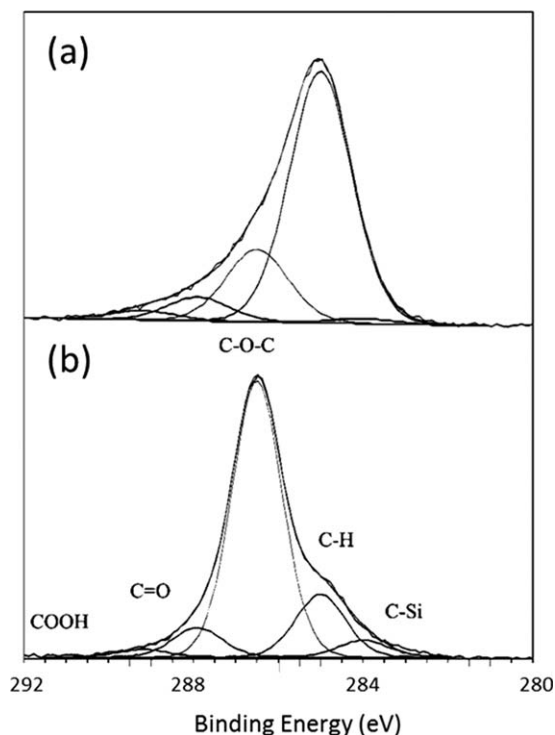 (a)
C-O-C
(b)
C-H
C=O
C-Si
COOH
292 288 284 280
Binding Energy (eV)